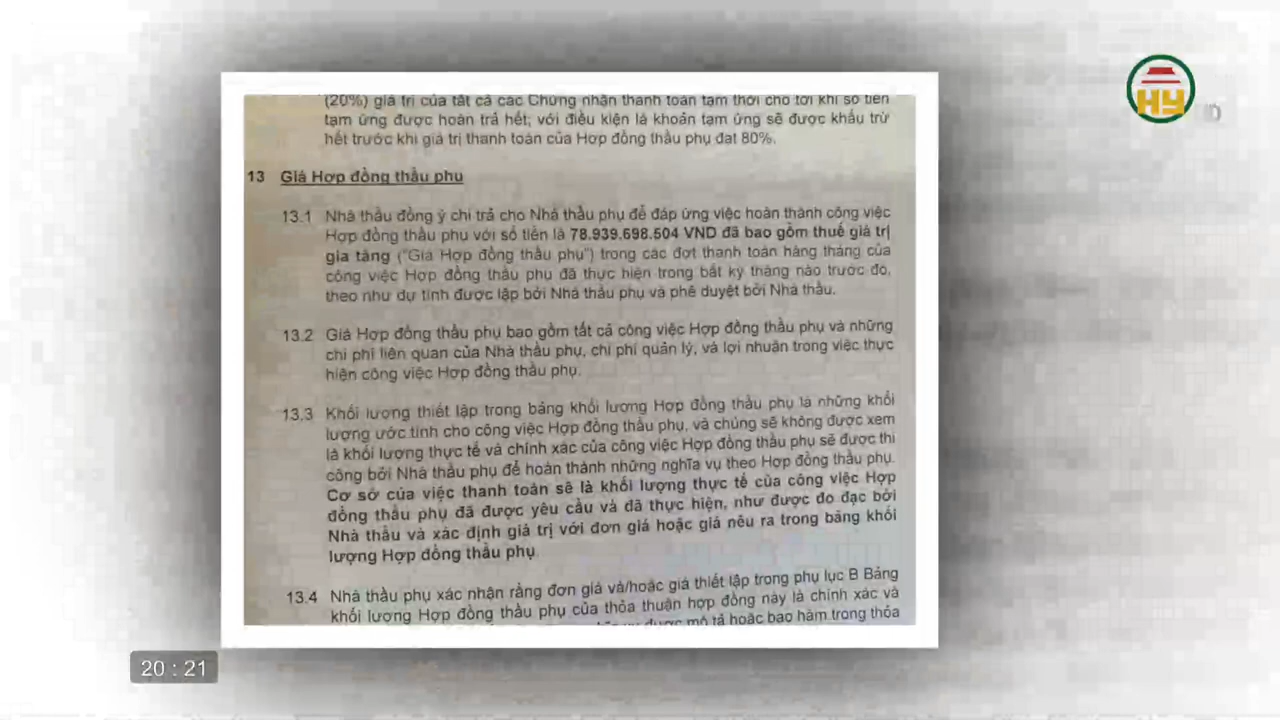 HY
(20%) giá trị của tất cả các Chứng nhận thanh toán tạm thời cho tới khi số tiền
tạm ứng được hoàn trả hết; với điều kiện là khoản tạm ứng sẽ được khấu trừ
hết trước khi giá trị thanh toán của Hợp đồng thầu phụ đạt 80%.
13 Giá Hợp đồng thầu phụ
13.1 Nhà thầu đồng ý chi trả cho Nhà thầu phụ để đáp ứng việc hoàn thành công việc
Hợp đồng thầu phụ với số tiền là 78.939.698.504 VND đã bao gồm thuế giá trị
gia tăng ("Giá Hợp đồng thầu phụ") trong các đợt thanh toán hàng tháng của
công việc Hợp đồng thầu phụ đã thực hiện trong bất kỳ tháng nào trước đó,
theo như dự tính được lập bởi Nhà thầu phụ và phê duyệt bởi Nhà thầu.
13.2 Giá Hợp đồng thầu phụ bao gồm tất cả công việc Hợp đồng thầu phụ và những
chi phí liên quan của Nhà thầu phụ, chi phí quản lý, và lợi nhuận trong việc thực
hiện công việc Hợp đồng thầu phụ.
13.3 Khối lượng thiết lập trong bảng khối lượng Hợp đồng thầu phụ là những khối
lượng ước tính cho công việc Hợp đồng thầu phụ, và chúng sẽ không được xem
là khối lượng thực tế và chính xác của công việc Hợp đồng thầu phụ sẽ được thi
công bởi Nhà thầu phụ để hoàn thành những nghĩa vụ theo Hợp đồng thầu phụ.
Cơ sở của việc thanh toán sẽ là khối lượng thực tế của công việc Hợp
đồng thầu phụ đã được yêu cầu và đã thực hiện, như được đo đạc bởi
Nhà thầu và xác định giá trị với đơn giá hoặc giá nêu ra trong bảng khối
lượng Hợp đồng thầu phụ
13.4 Nhà thầu phụ xác nhận rằng đơn giá và/hoặc giá thiết lập trong phụ lục B Bảng
khối lượng Hợp đồng thầu phụ của thỏa thuận hợp đồng này là chính xác và
được mô tả hoặc bao hàm trong thỏa
20 : 21